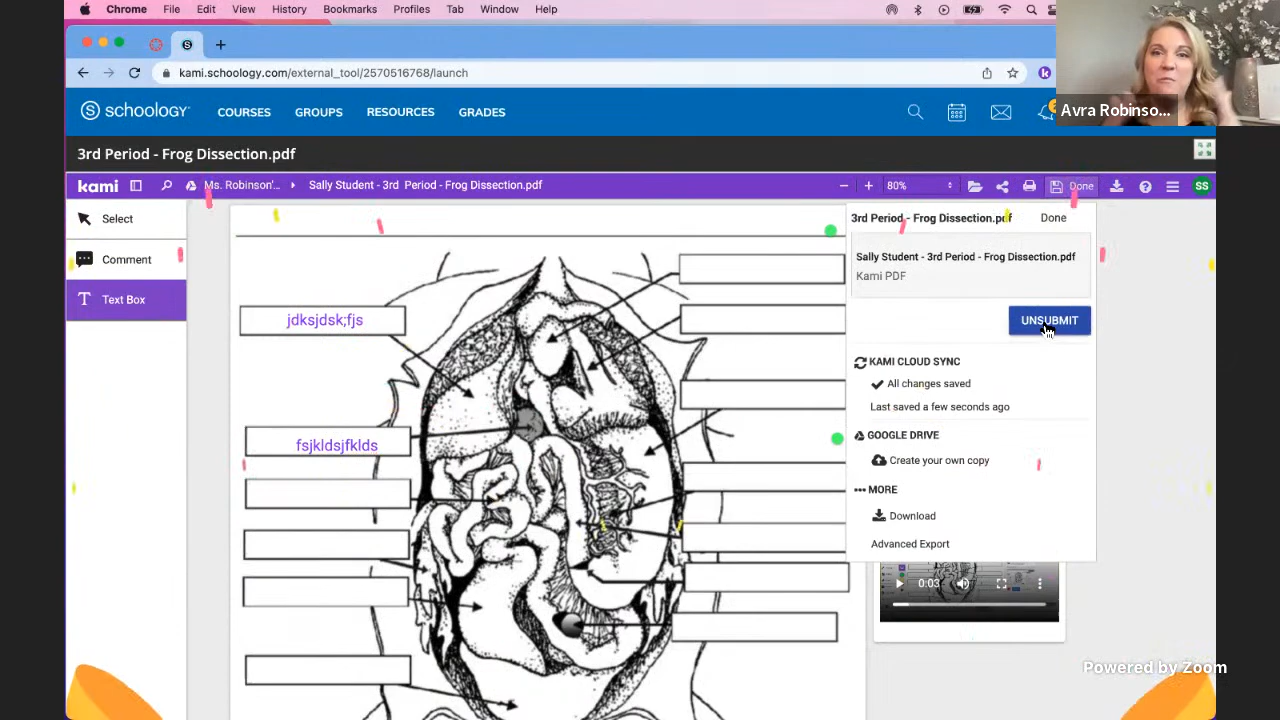 Chrome File Edit View History Bookmarks Profiles Tab Window Help
kami.schoology.com/external_tool/2570516768/launch
Avra Robinso...
schoology COURSES GROUPS RESOURCES GRADES
3rd Period - Frog Dissection.pdf
kami Ms. Robinson'... Sally Student - 3rd Period - Frog Dissection.pdf 80% Done SS
Select
Comment
Text Box
3rd Period - Frog Dissection.pdf Done
Sally Student - 3rd Period - Frog Dissection.pdf
Kami PDF
UNSUBMIT
KAMI CLOUD SYNC
All changes saved
Last saved a few seconds ago
GOOGLE DRIVE
Create your own copy
MORE
Download
Advanced Export
jdksjdsk;fjs
fsjkldsjfklds
0:03
Powered by Zoom